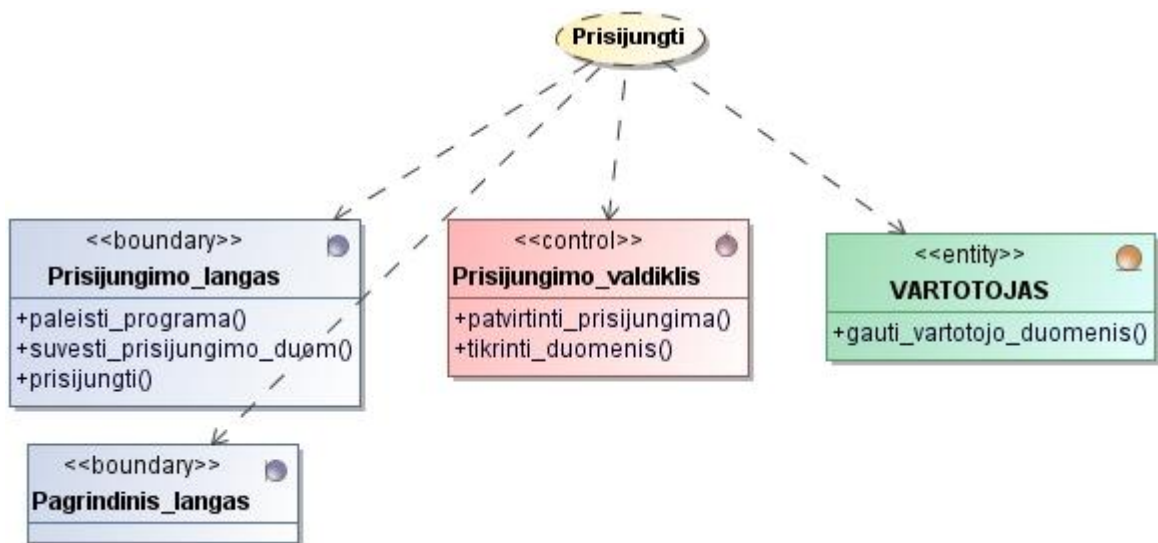 Prisijungti
<<boundary>>
Prisijungimo_langas
+paleisti_programa()
+suvesti_prisijungimo_duom()
+prisijungti()
<<control>>
Prisijungimo_valdiklis
+patvirtinti_prisijungima()
+tikrinti_duomenis()
<<entity>>
VARTOTOJAS
+gauti_vartotojo_duomenis()
<<boundary>>
Pagrindinis_langas